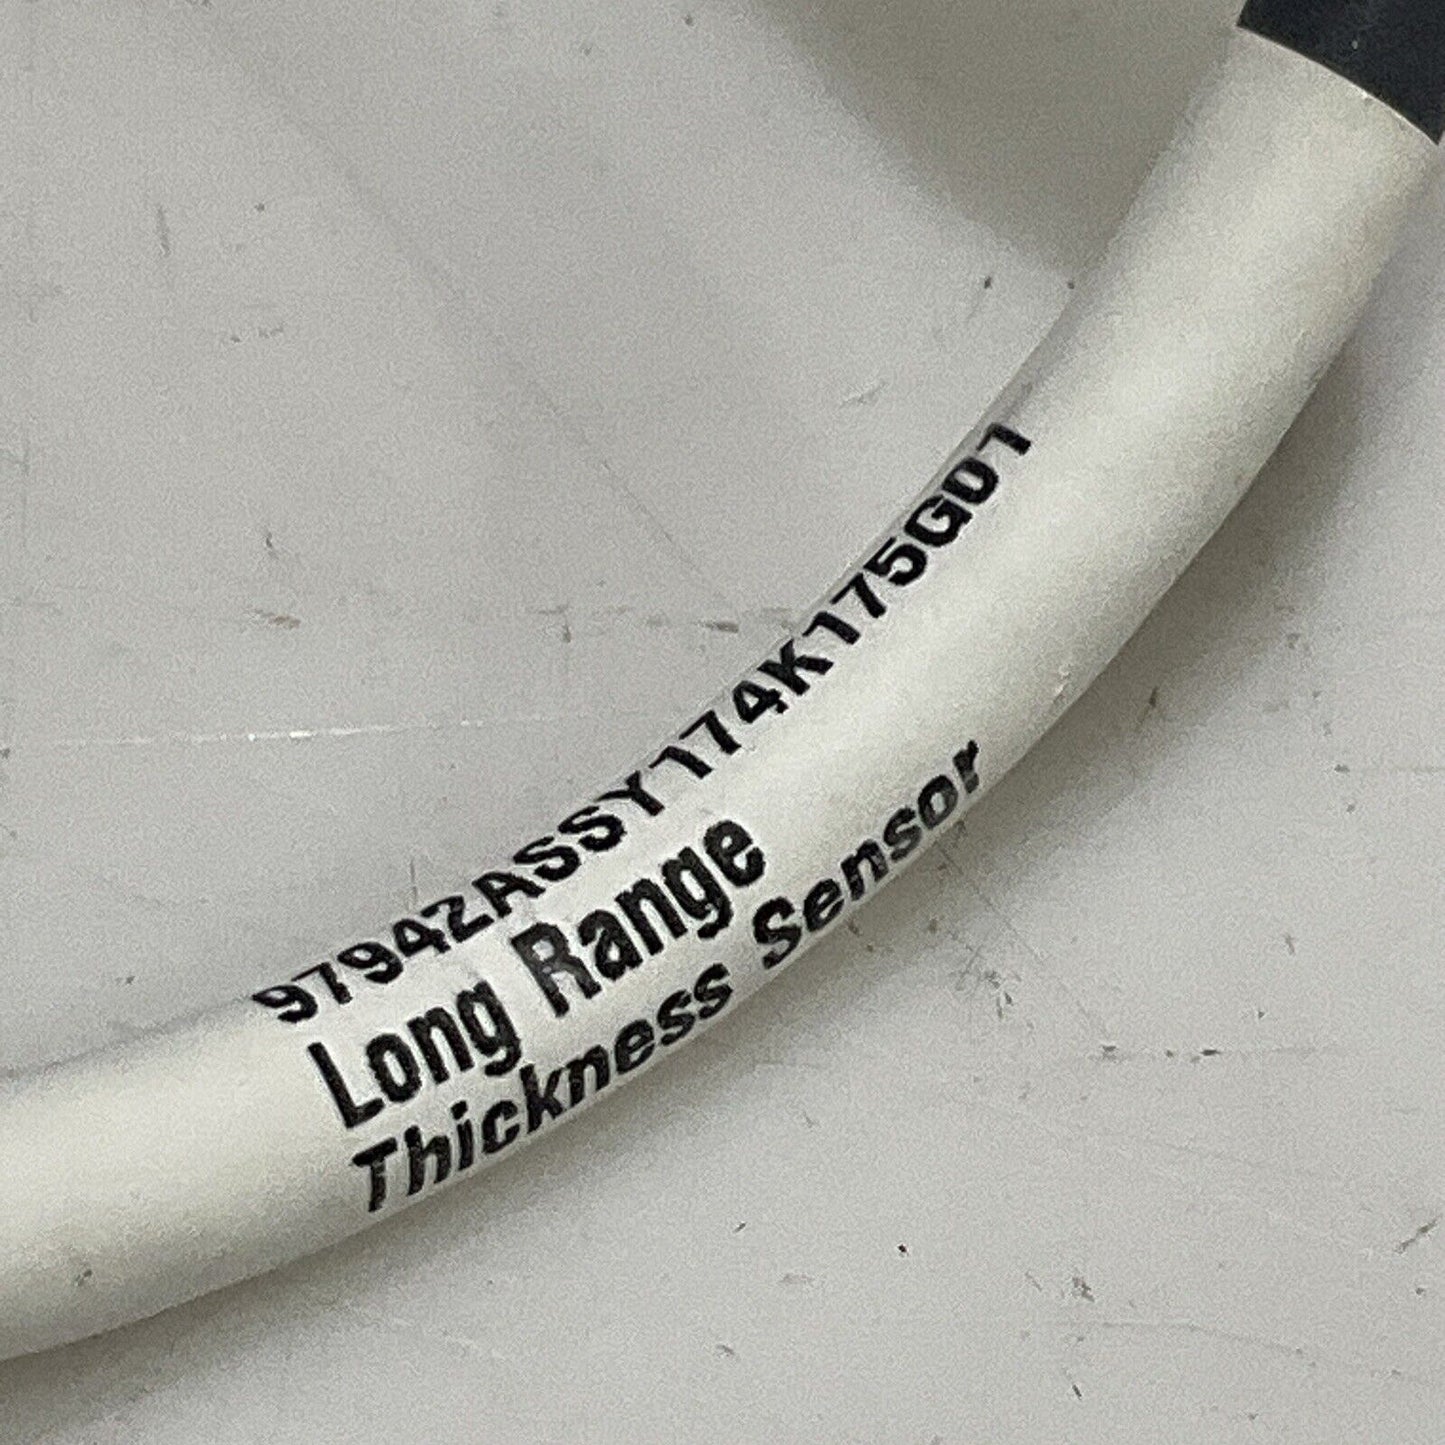 97942ASSY174K175G01
Long Range
Thickness Sensor